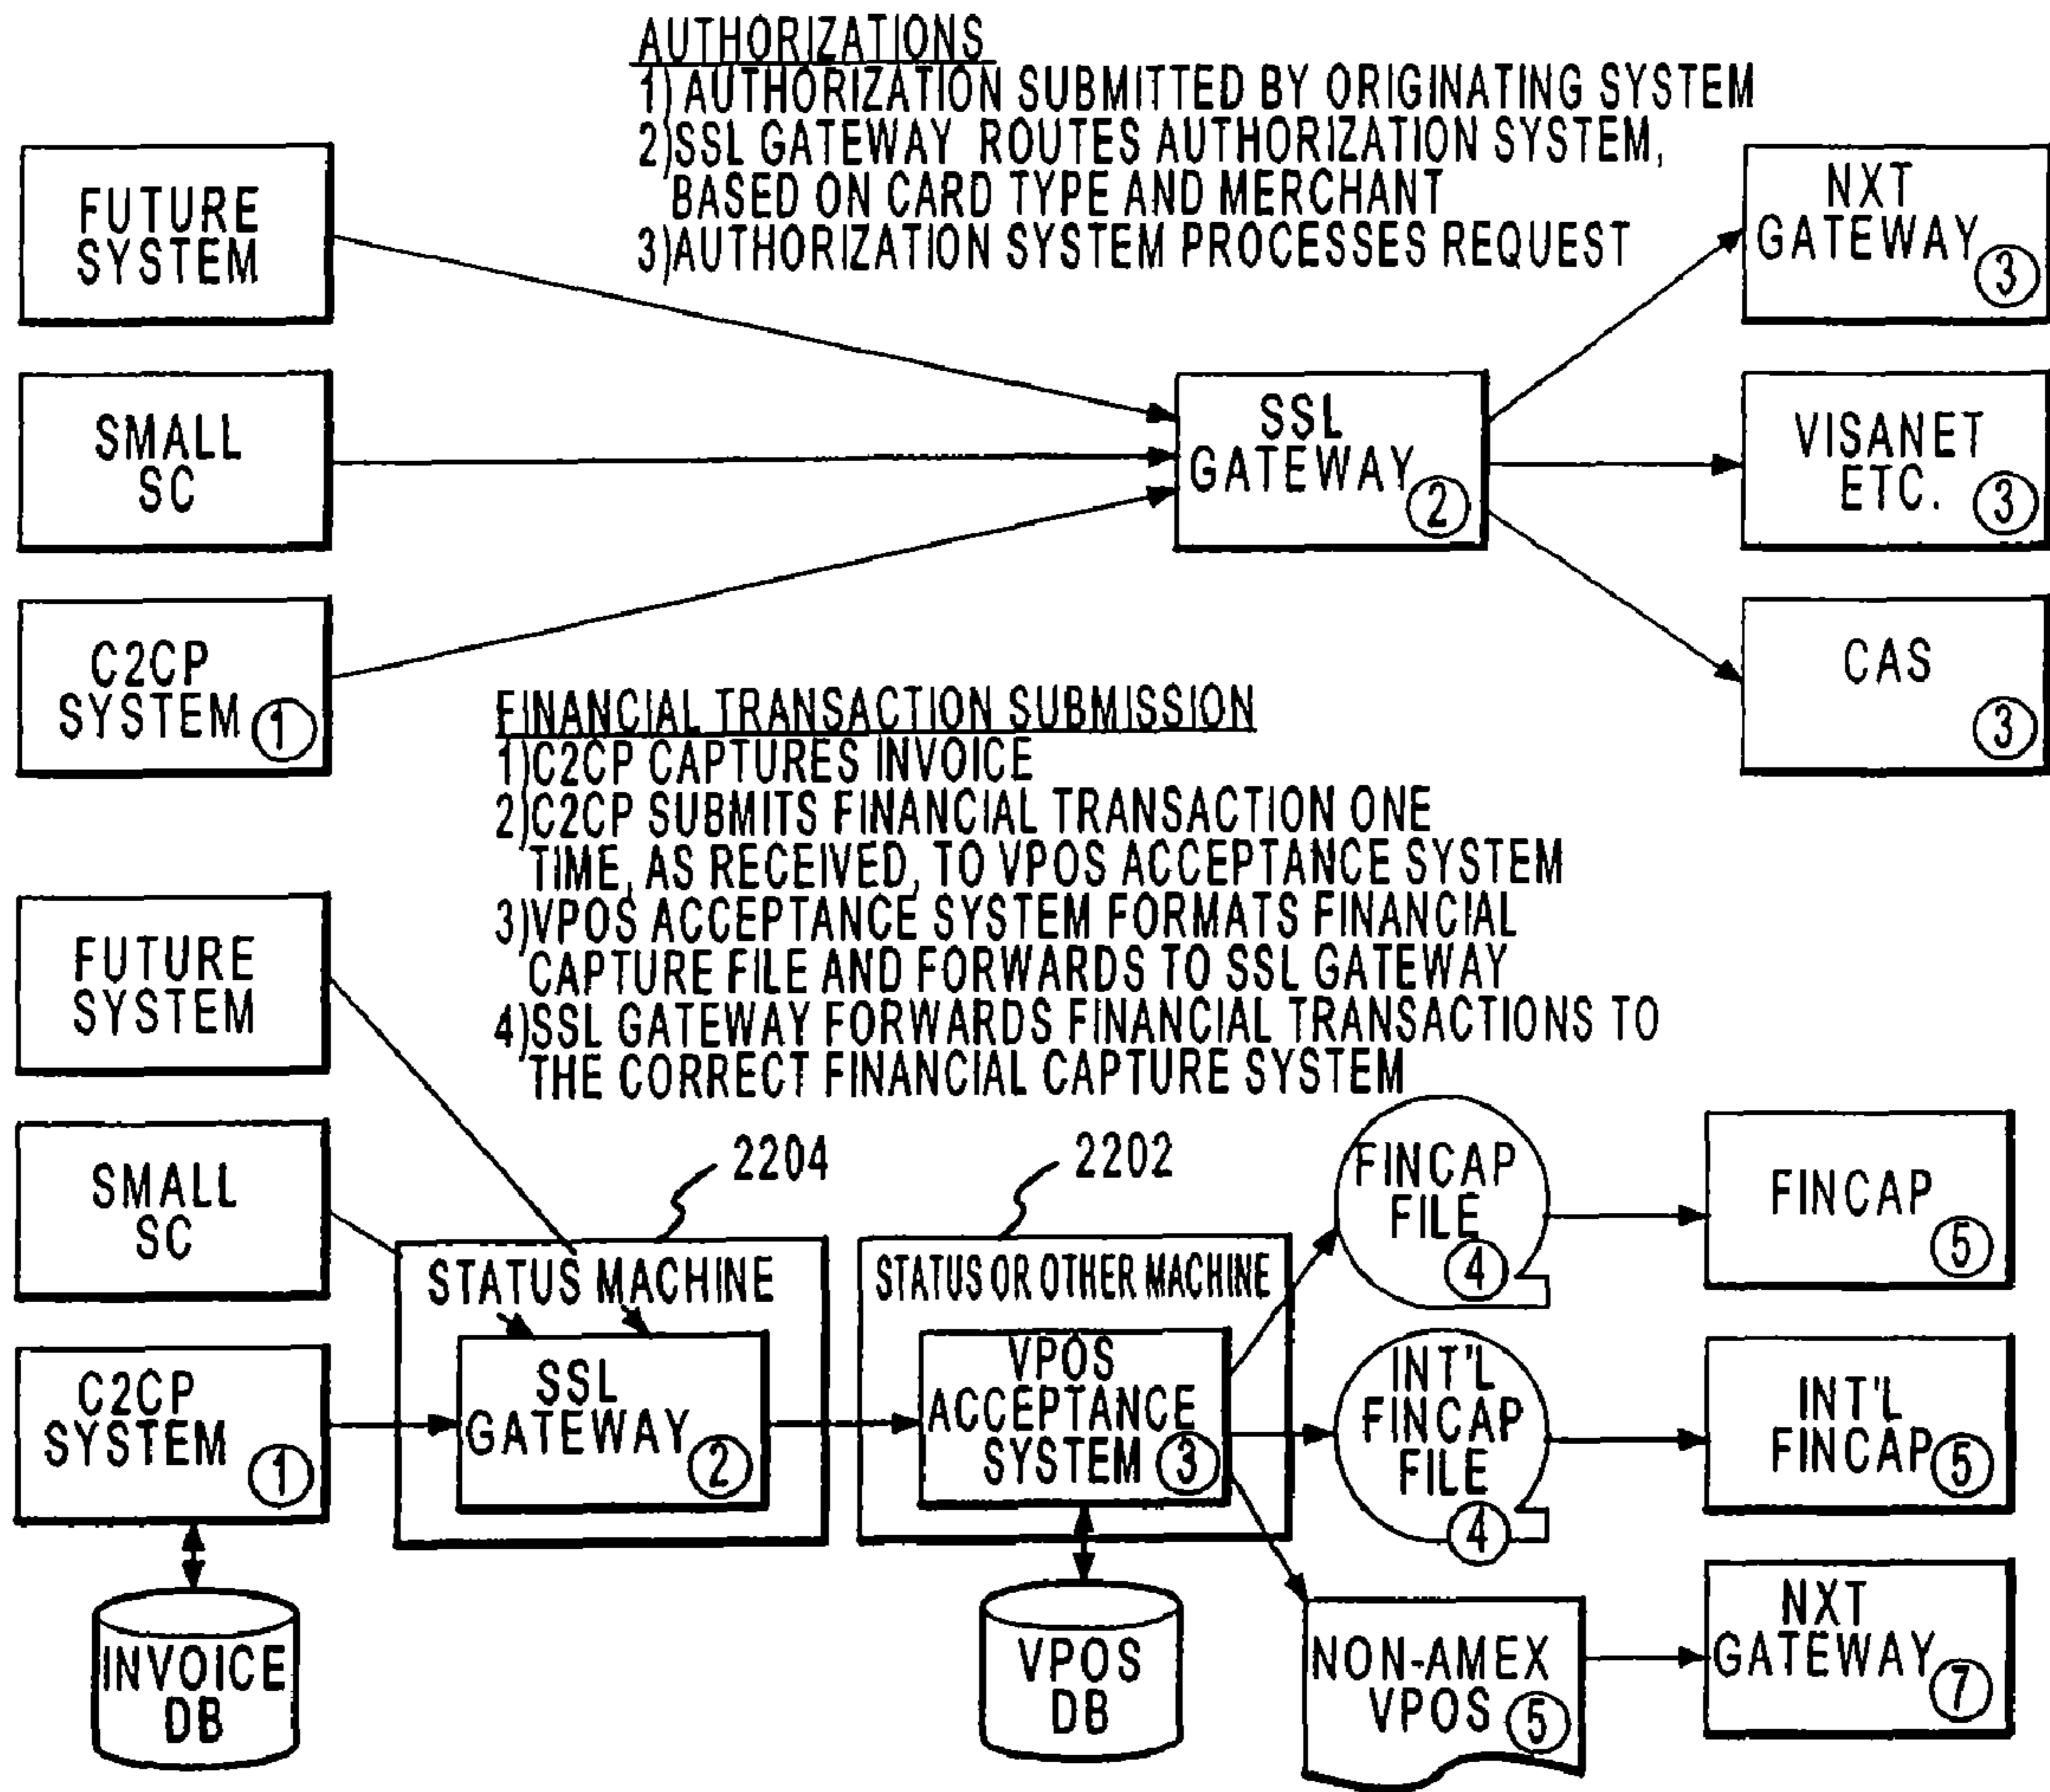 AUTHORIZATIONS
1) AUTHORIZATION SUBMITTED BY ORIGINATING SYSTEM
2)SSL GATEWAY ROUTES AUTHORIZATION SYSTEM,
BASED ON CARD TYPE AND MERCHANT
3)AUTHORIZATION SYSTEM PROCESSES REQUEST
FUTURE
SYSTEM
SMALL
SC
C2CP
SYSTEM 1
SSL
GATEWAY 2
NXT
GATEWAY 3
VISANET
ETC. 3
CAS
3
FINANCIAL TRANSACTION SUBMISSION
1)C2CP CAPTURES INVOICE
2)C2CP SUBMITS FINANCIAL TRANSACTION ONE
TIME, AS RECEIVED, TO VPOS ACCEPTANCE SYSTEM
3)VPOS ACCEPTANCE SYSTEM FORMATS FINANCIAL
CAPTURE FILE AND FORWARDS TO SSL GATEWAY
4)SSL GATEWAY FORWARDS FINANCIAL TRANSACTIONS TO
THE CORRECT FINANCIAL CAPTURE SYSTEM
FUTURE
SYSTEM
SMALL
SC
C2CP
SYSTEM 1
INVOICE
DB
2204
STATUS MACHINE
SSL
GATEWAY 2
2202
STATUS OR OTHER MACHINE
VPOS
ACCEPTANCE
SYSTEM 3
VPOS
DB
FINCAP
FILE
4
INT'L
FINCAP
FILE
4
NON-AMEX
VPOS 5
FINCAP
5
INT'L
FINCAP 5
NXT
GATEWAY 7